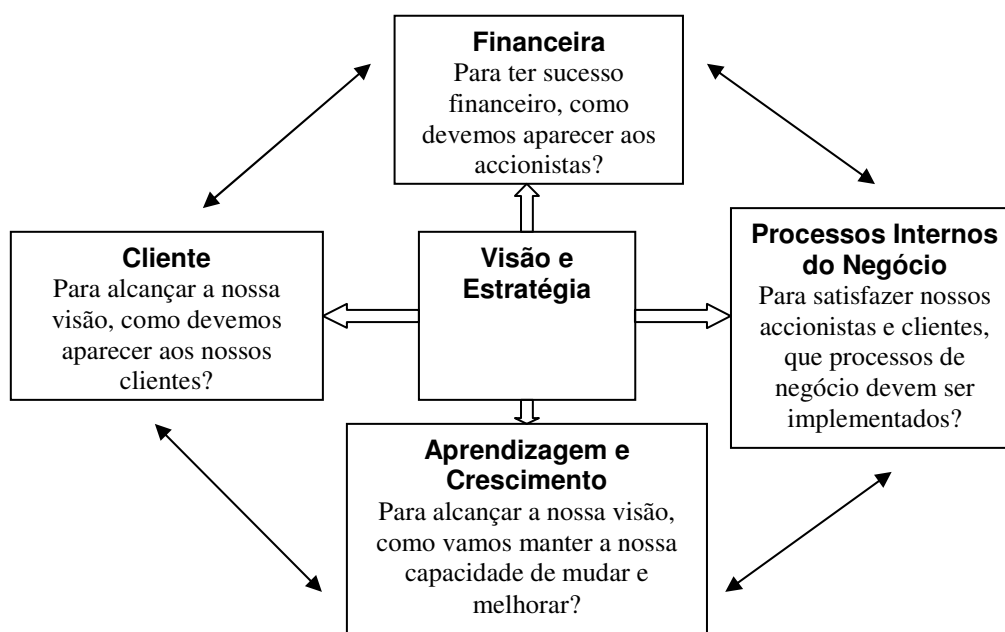 Financeira
Para ter sucesso
financeiro, como
devemos aparecer aos
accionistas?
Cliente
Para alcançar a nossa
visão, como devemos
aparecer aos nossos
clientes?
Visão e
Estratégia
Processos Internos
do Negócio
Para satisfazer nossos
accionistas e clientes,
que processos de
negócio devem ser
implementados?
Aprendizagem e
Crescimento
Para alcançar a nossa visão,
como vamos manter a nossa
capacidade de mudar e
melhorar?